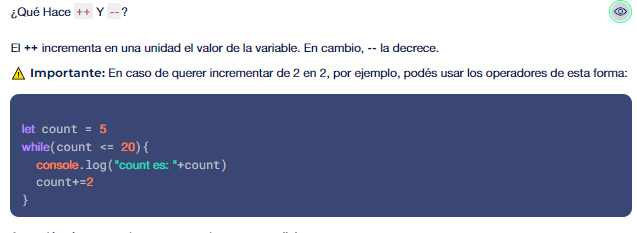 ¿Qué Hace ++ Y --?
El ++ incrementa en una unidad el valor de la variable. En cambio, -- la decrece.
⚠️ Importante: En caso de querer incrementar de 2 en 2, por ejemplo, podés usar los operadores de esta forma:
let count = 5
while(count <= 20){
  console.log("count es: "+count)
  count+=2
}